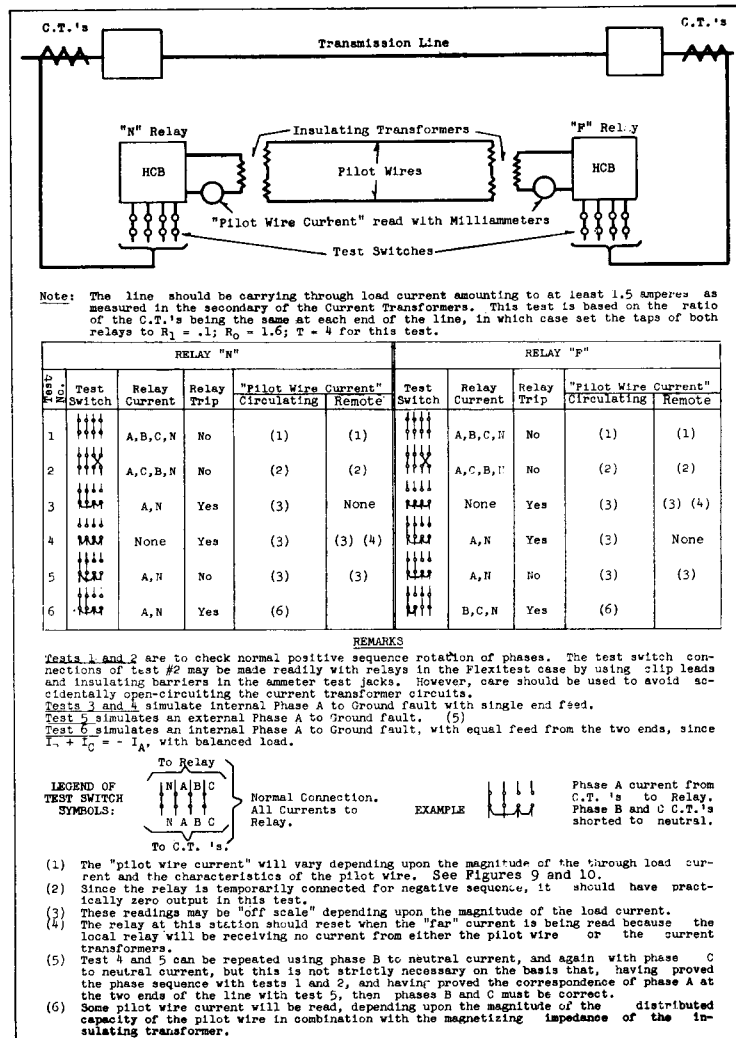 C.T.'s
C.T.'s
Transmission Line
"N" Relay
Insulating Transformers
"F" Relay
HCB
Pilot Wires
HCB
"Pilot Wire Current" read with Milliammeters
Test Switches
Note: The line should be carrying through load current amounting to at least 1.5 amperes as
measured in the secondary of the Current Transformers. This test is based on the ratio
of the C.T.'s being the same at each end of the line, in which case set the taps of both
relays to R1 = .1; Ro = 1.6; T = 4 for this test.
RELAY "N" RELAY "F"
Test No. Test Switch Relay Current Relay Trip "Pilot Wire Current" Circulating Remote Test Switch Relay Current Relay Trip "Pilot Wire Current" Circulating Remote
1 A,B,C,N No (1) (1) A,B,C,N No (1) (1)
2 A,C,B,N No (2) (2) A,C,B,N No (2) (2)
3 A,N Yes (3) None None Yes (3) (3) (4)
4 None Yes (3) (3) (4) A,N Yes (3) None
5 A,N No (3) (3) A,N No (3) (3)
6 A,N Yes (6) B,C,N Yes (6)
REMARKS
Tests 1 and 2 are to check normal positive sequence rotation of phases. The test switch con-
nections of test #2 may be made readily with relays in the Flexitest case by using clip leads
and insulating barriers in the ammeter test jacks. However, care should be used to avoid ac-
cidentally open-circuiting the current transformer circuits.
Tests 3 and 4 simulate internal Phase A to Ground fault with single end feed.
Test 5 simulates an external Phase A to Ground fault. (5)
Test 6 simulates an internal Phase A to Ground fault, with equal feed from the two ends, since
+ IC = - IA, with balanced load.
To Relay
LEGEND OF
TEST SWITCH
SYMBOLS:
N A B C
N A B C
To C.T. 's.
Normal Connection.
All Currents to
Relay.
EXAMPLE
Phase A current from
C.T. 's to Relay.
Phase B and C C.T.'s
shorted to neutral.
(1) The "pilot wire current" will vary depending upon the magnitude of the through load cur-
rent and the characteristics of the pilot wire. See Figures 9 and 10.
(2) Since the relay is temporarily connected for negative sequence, it should have pract-
ically zero output in this test.
(3) These readings may be "off scale" depending upon the magnitude of the load current.
(4) The relay at this station should reset when the "far" current is being read because the
local relay will be receiving no current from either the pilot wire or the current
transformers.
(5) Test 4 and 5 can be repeated using phase B to neutral current, and again with phase C
to neutral current, but this is not strictly necessary on the basis that, having proved
the phase sequence with tests 1 and 2, and having proved the correspondence of phase A at
the two ends of the line with test 5, then phases B and C must be correct.
(6) Some pilot wire current will be read, depending upon the magnitude of the distributed
capacity of the pilot wire in combination with the magnetizing impedance of the in-
sulating transformer.